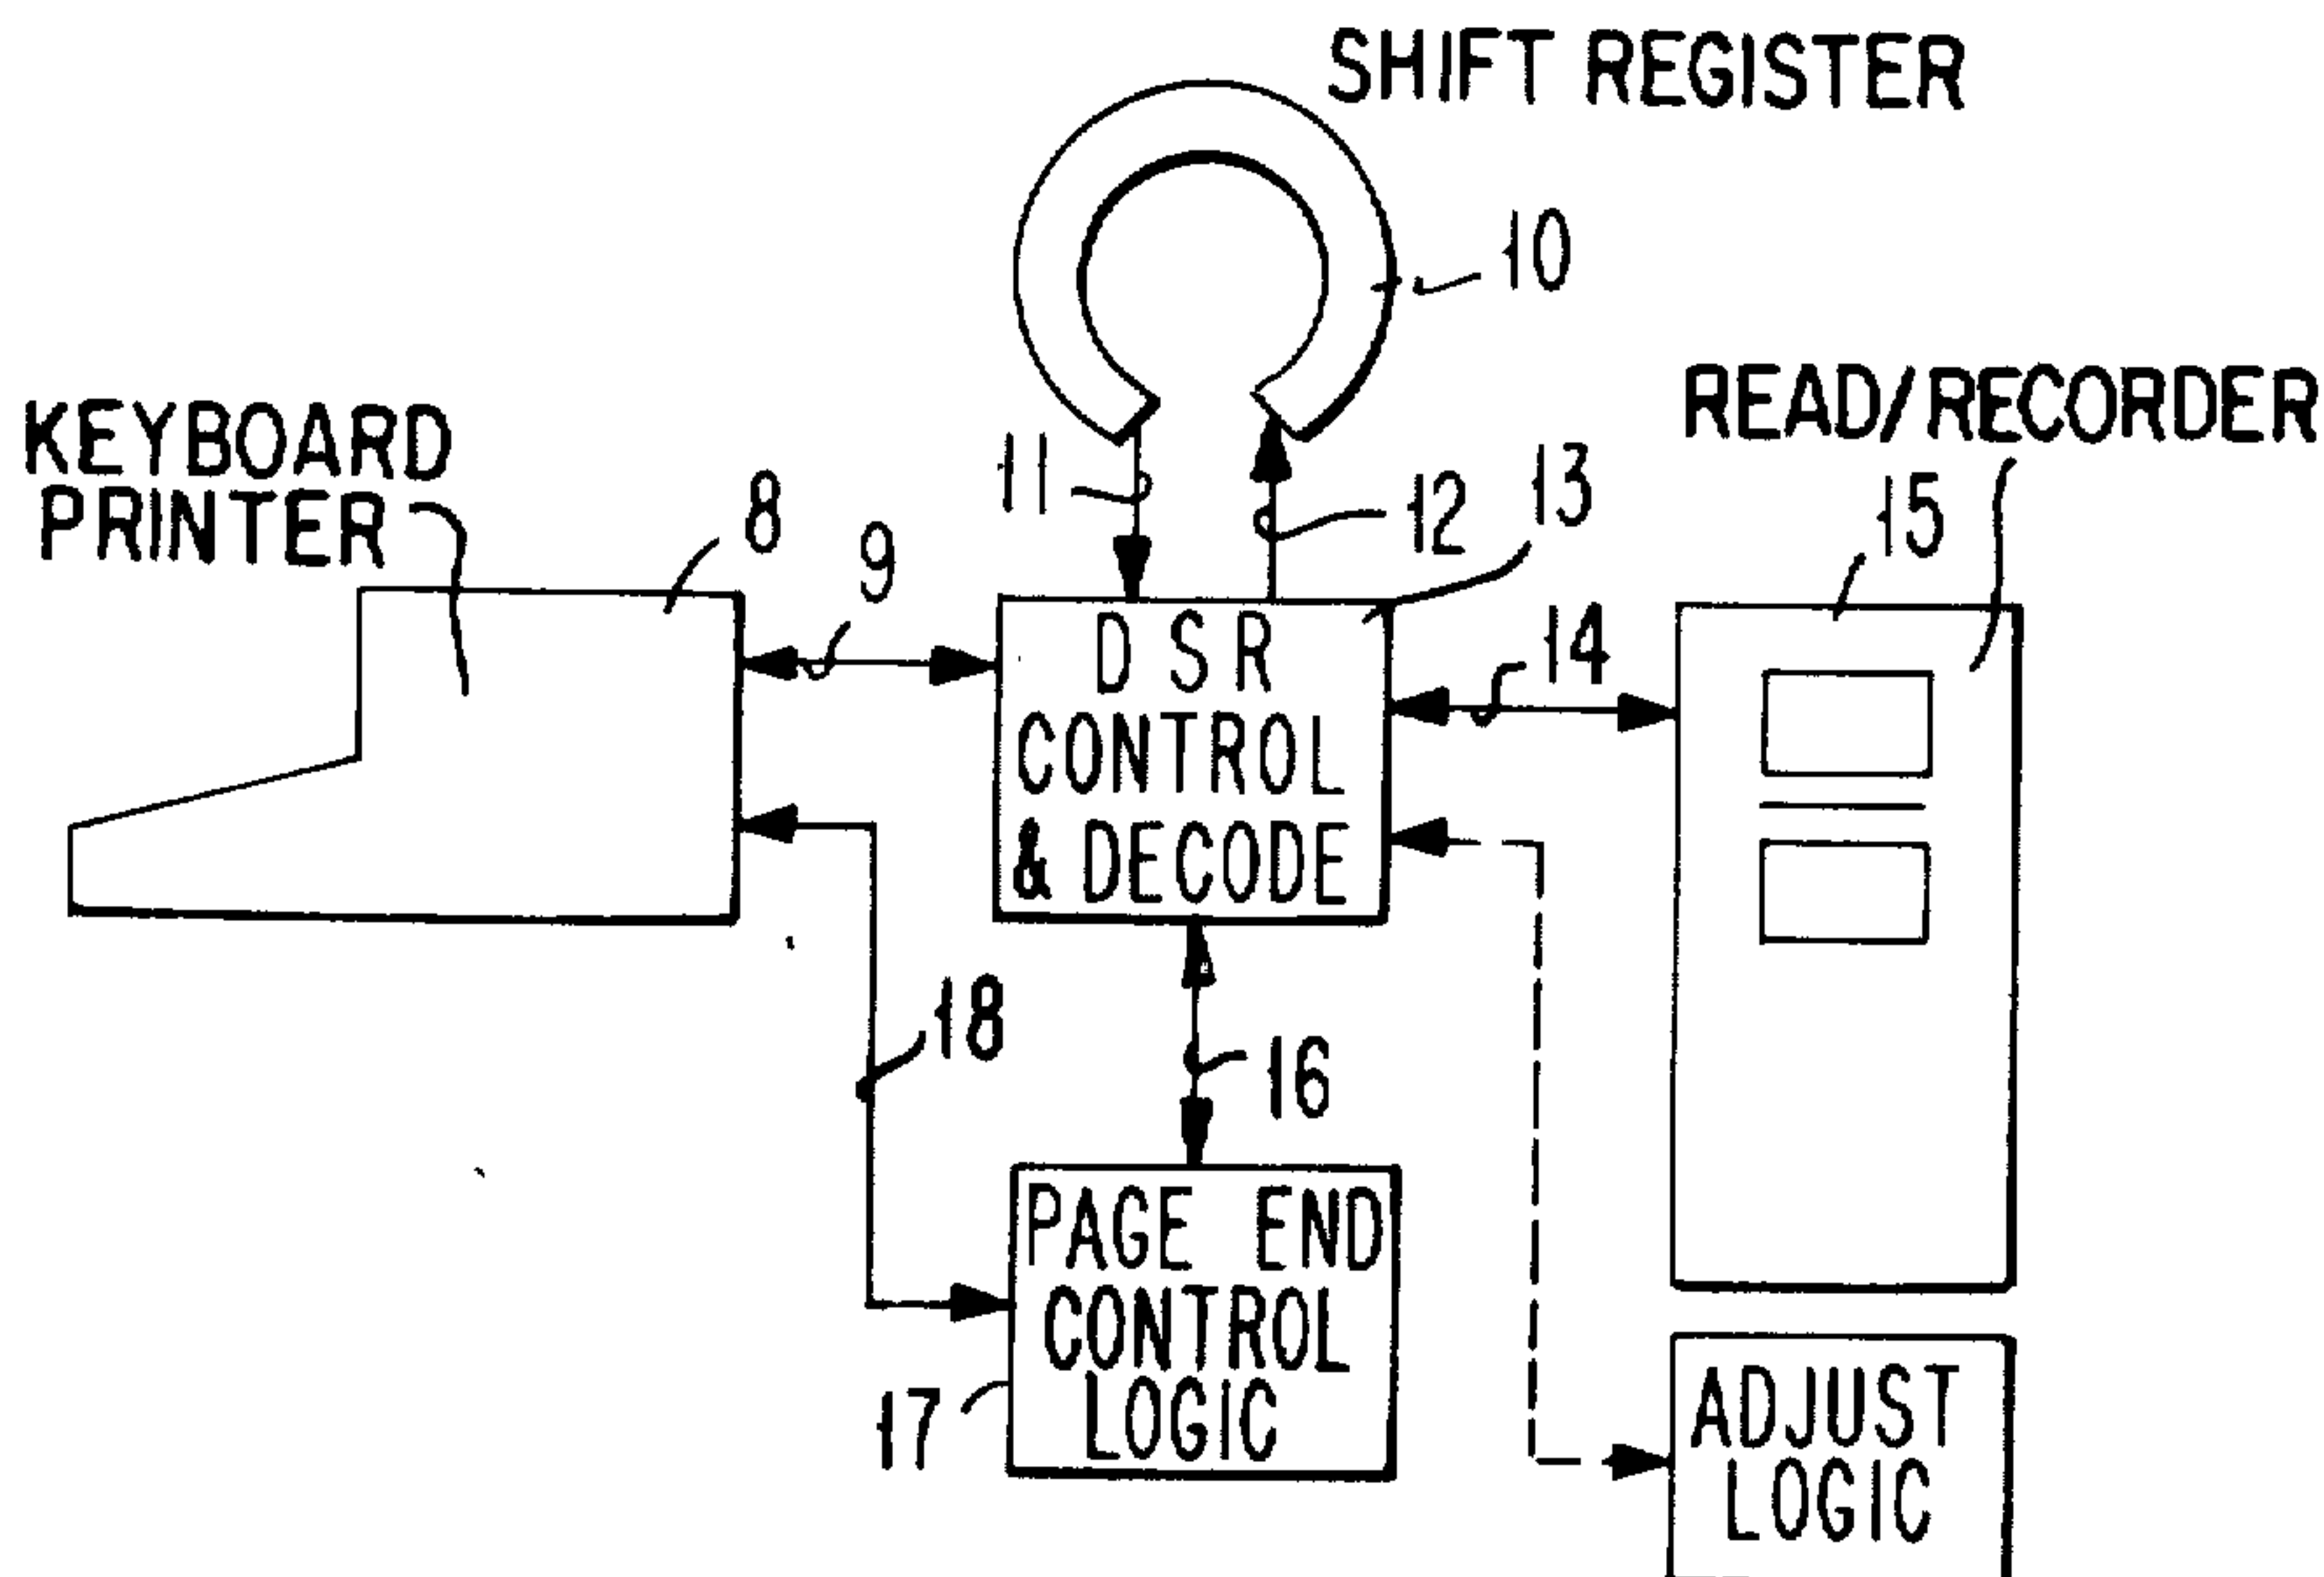 SHIFT REGISTER
10
KEYBOARD
PRINTER
8
9
11
12
13
READ/RECORDER
15
14
DSR
CONTROL
& DECODE
18
16
PAGE END
CONTROL
LOGIC
17
ADJUST
LOGIC